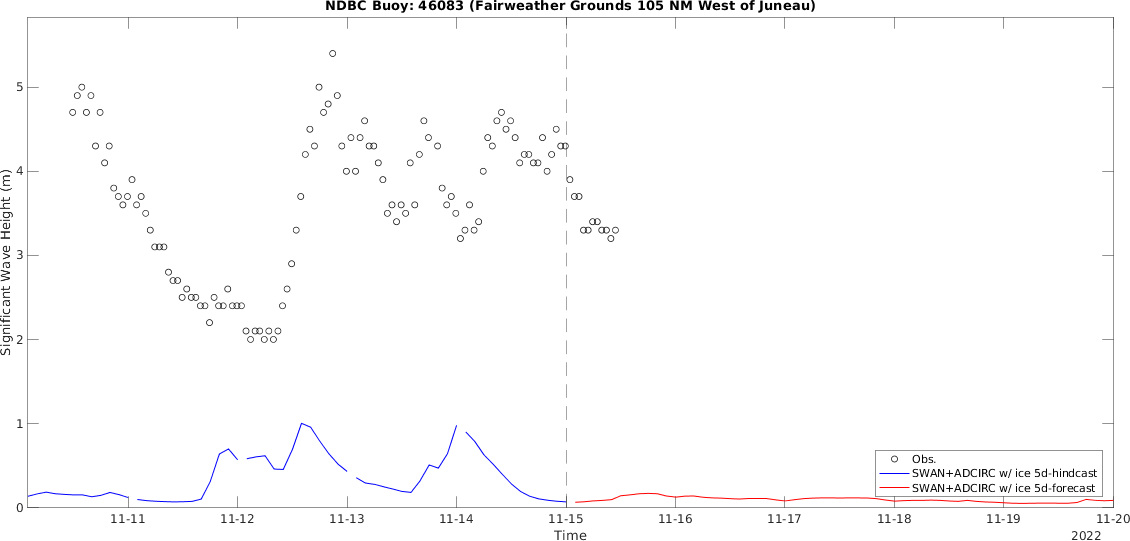 NDBC Buoy: 46083 (Fairweather Grounds 105 NM West of Juneau)
Significant Wave Height (m)
5
4
3
2
1
0
Obs.
SWAN+ADCIRC w/ ice 5d-hindcast
SWAN+ADCIRC w/ ice 5d-forecast
11-11 11-12 11-13 11-14 11-15 11-16 11-17 11-18 11-19 11-20
Time
2022